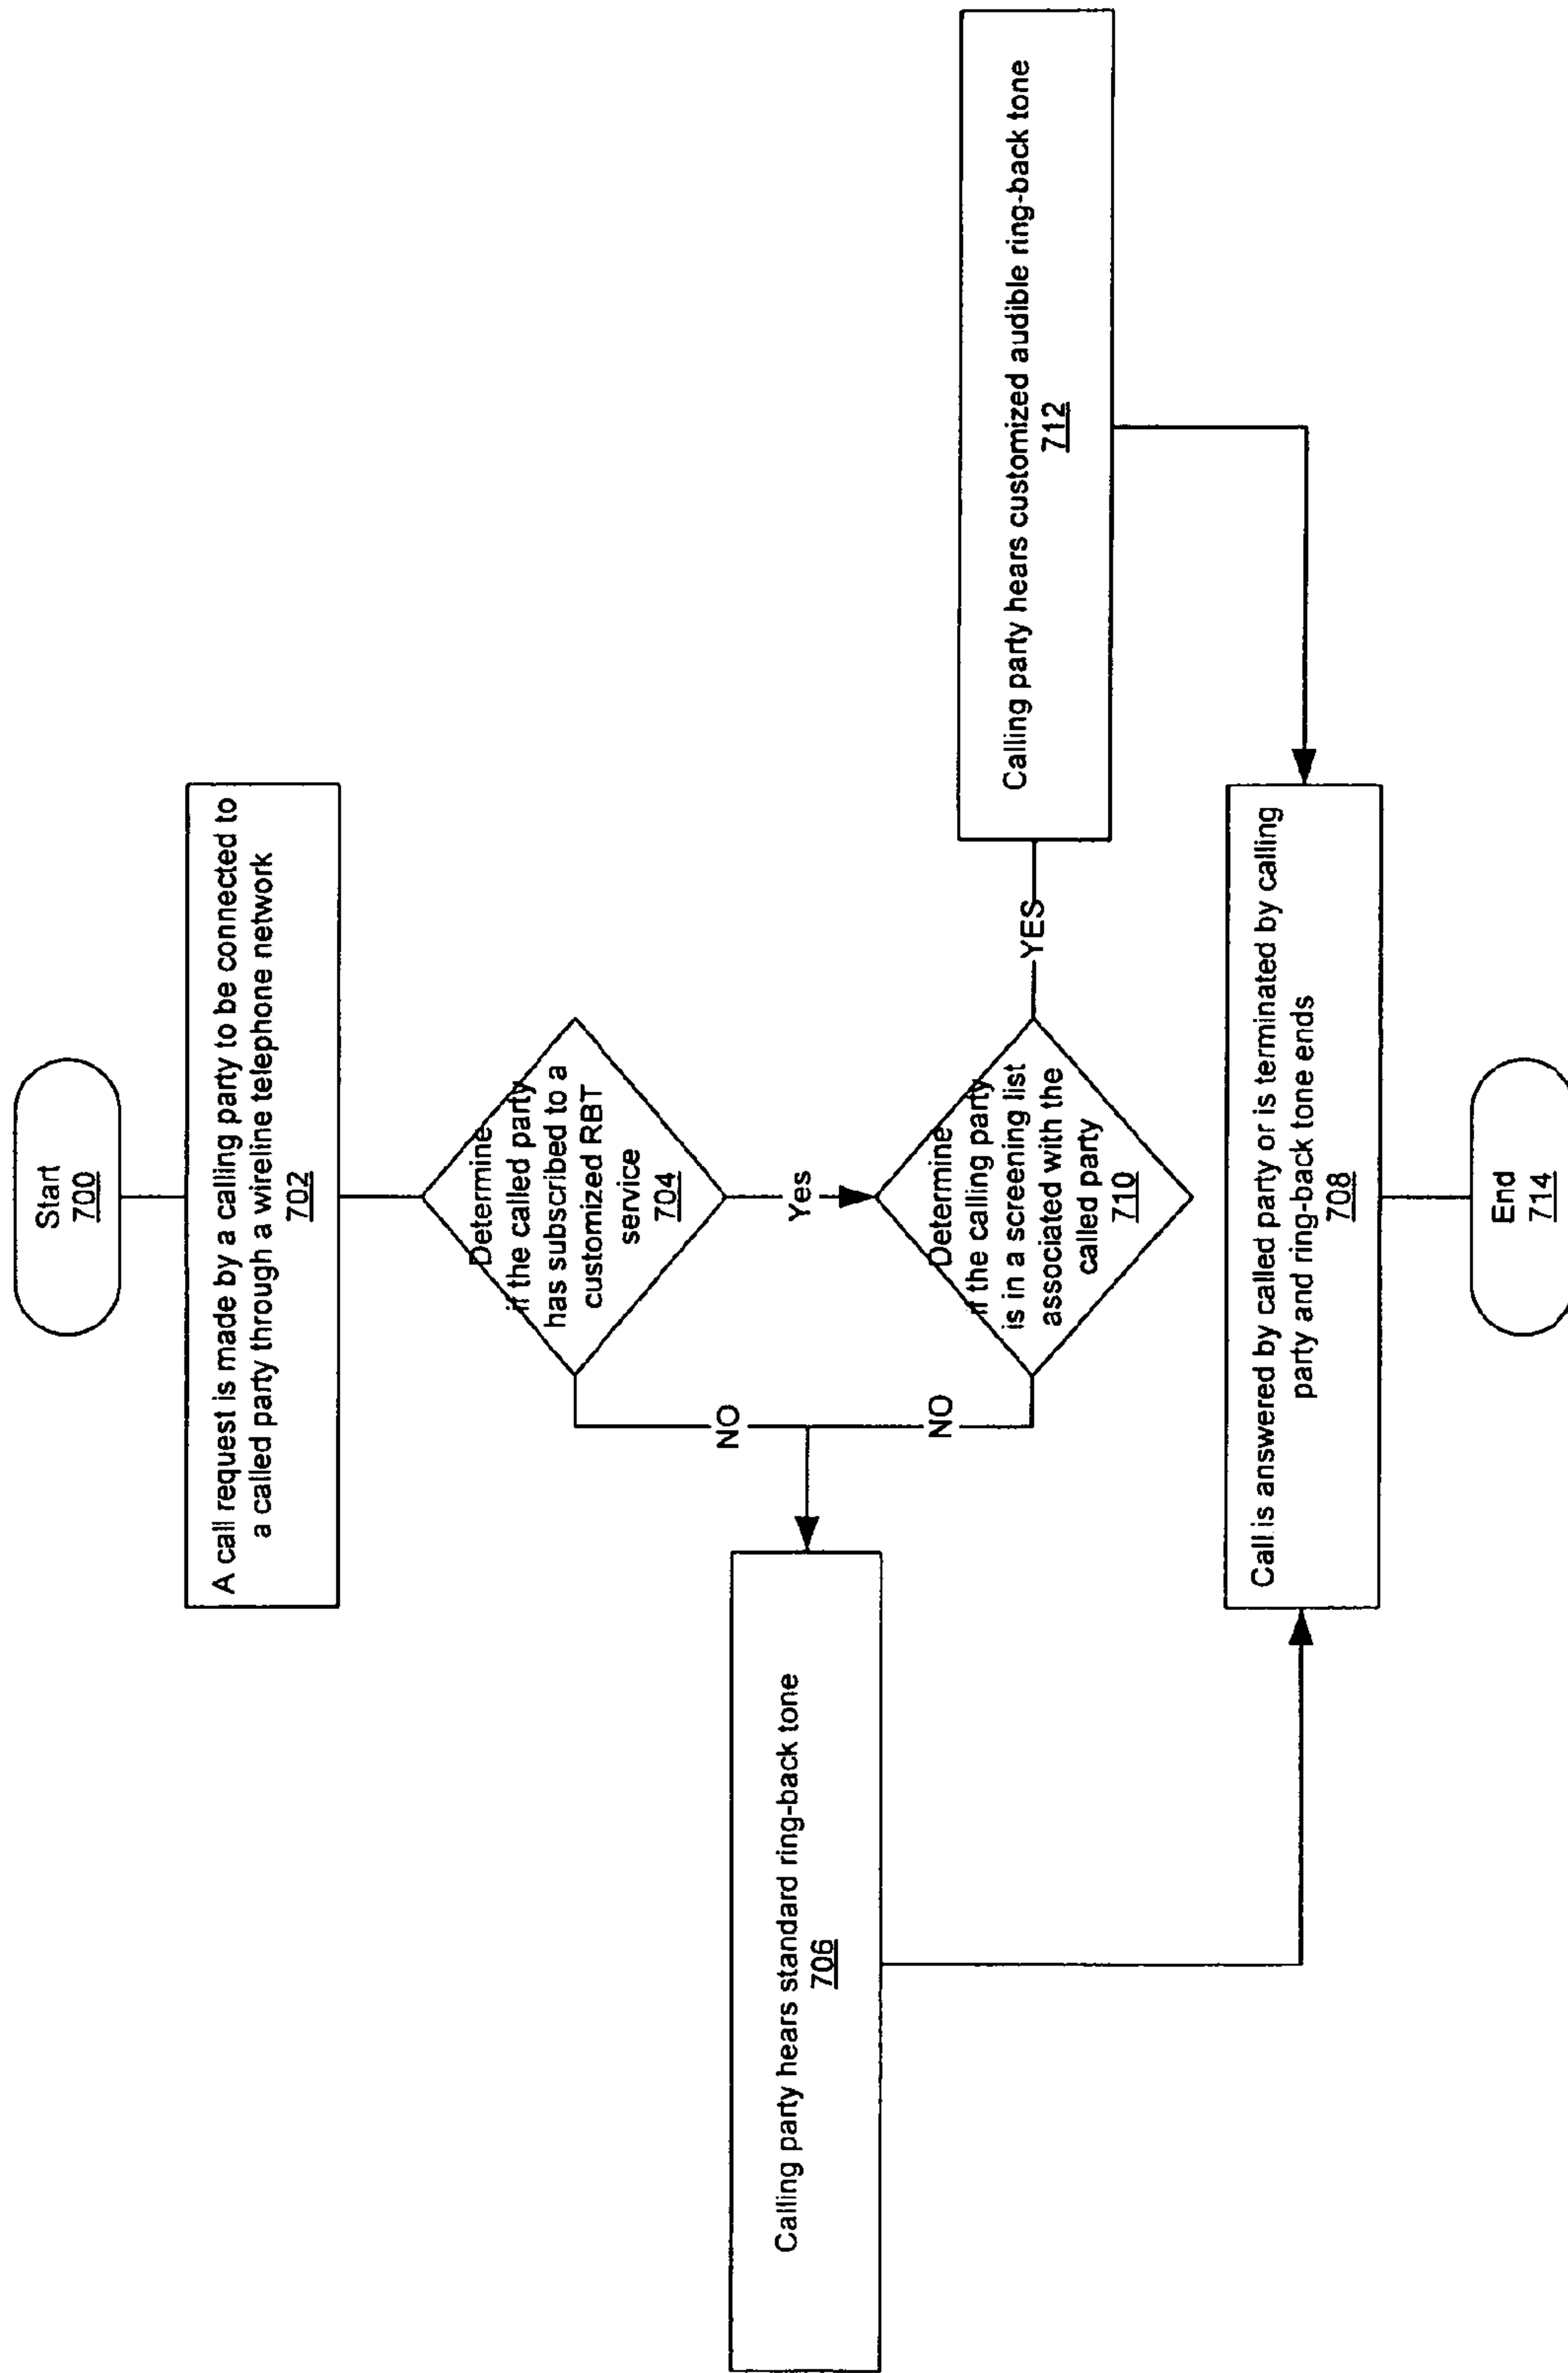 Start
700
A call request is made by a calling party to be connected to
a called party through a wireline telephone network
702
Determine
if the called party
has subscribed to a
customized RBT
service
704
NO
Yes
Calling party hears standard ring-back tone
706
Determine
if the calling party
is in a screening list
associated with the
called party
710
NO
YES
Calling party hears customized audible ring-back tone
712
Call is answered by called party or is terminated by calling
party and ring-back tone ends
708
End
714